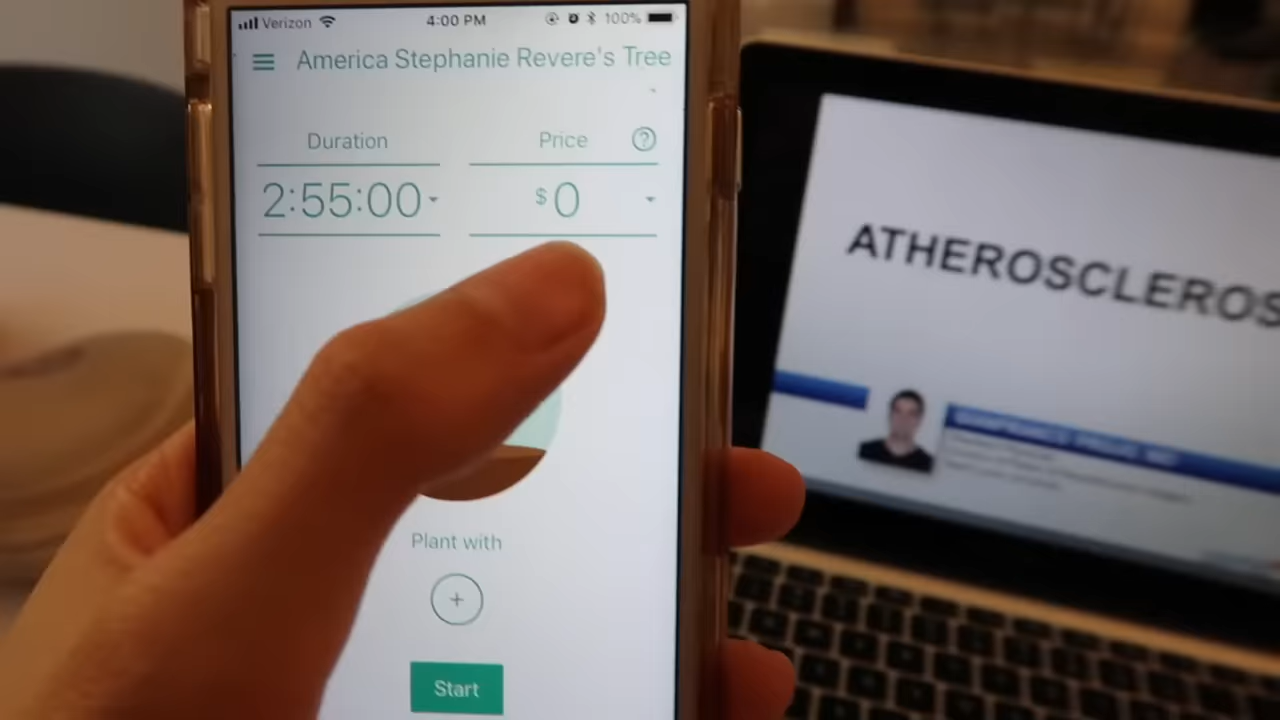 Verizon 4:00 PM 100%
America Stephanie Revere's Tree
Duration Price ?
2:55:00 $0
Plant with
+
Start
ATHEROSCLEROS